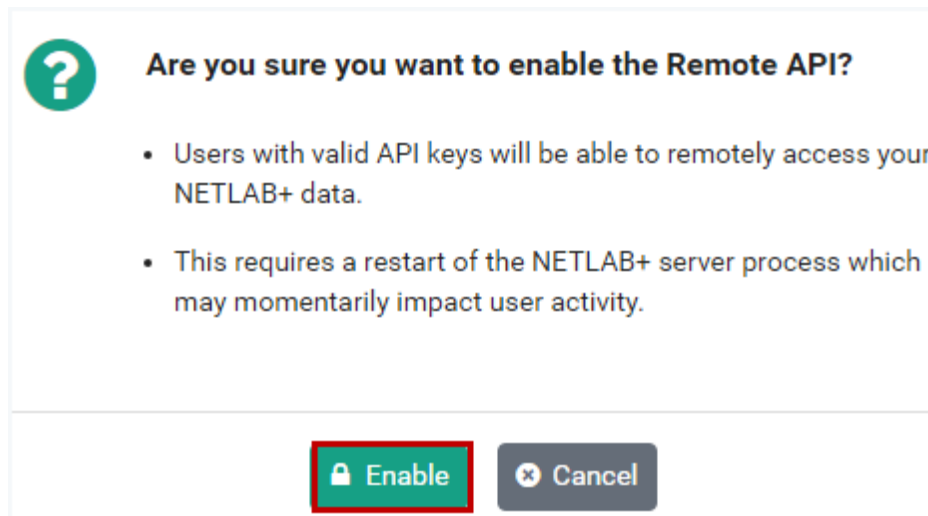 Are you sure you want to enable the Remote API?
• Users with valid API keys will be able to remotely access your
NETLAB+ data.
• This requires a restart of the NETLAB+ server process which
may momentarily impact user activity.
Enable
Cancel